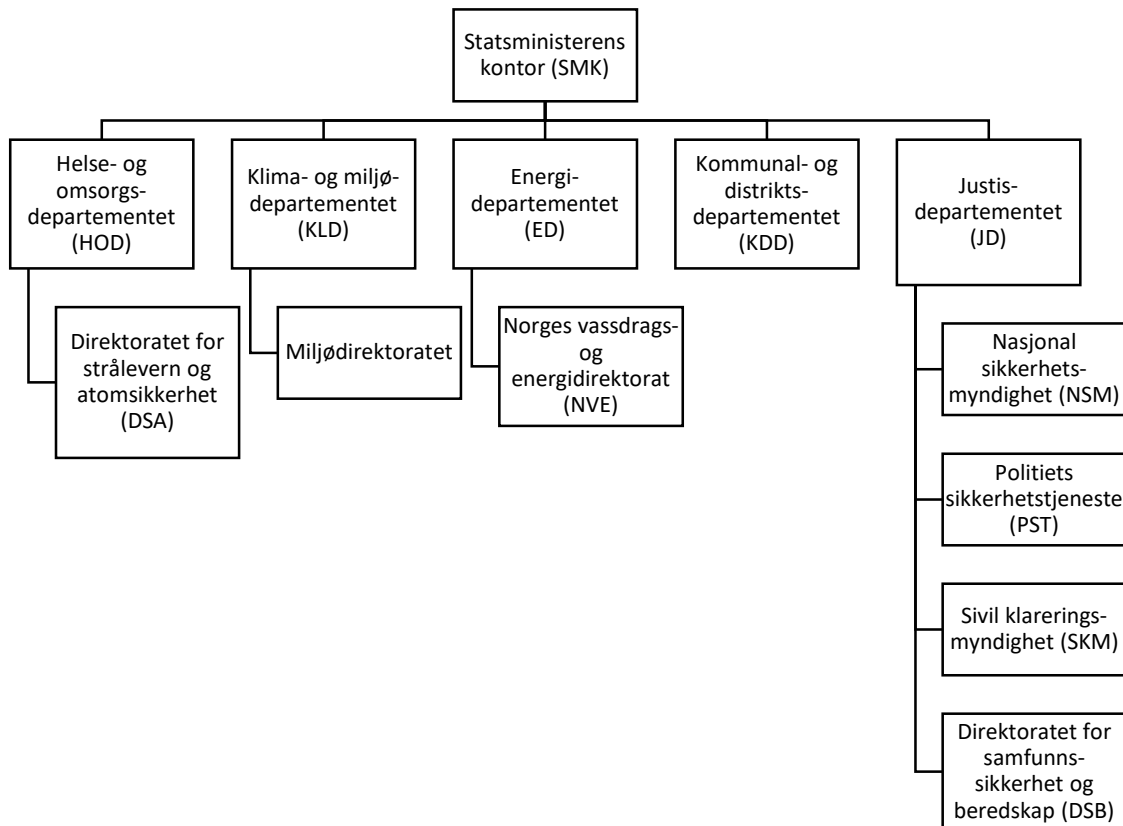 Statsministerens
kontor (SMK)
Helse- og
omsorgs-
departementet
(HOD)
Klima- og miljø-
departementet
(KLD)
Energi-
departementet
(ED)
Kommunal- og
distrikts-
departementet
(KDD)
Justis-
departementet
(JD)
Direktoratet for
strålevern og
atomsikkerhet
(DSA)
Miljødirektoratet
Norges vassdrags-
og
energidirektorat
(NVE)
Nasjonal
sikkerhets-
myndighet (NSM)
Politiets
sikkerhetstjeneste
(PST)
Sivil klarerings-
myndighet (SKM)
Direktoratet for
samfunns-
sikkerhet og
beredskap (DSB)